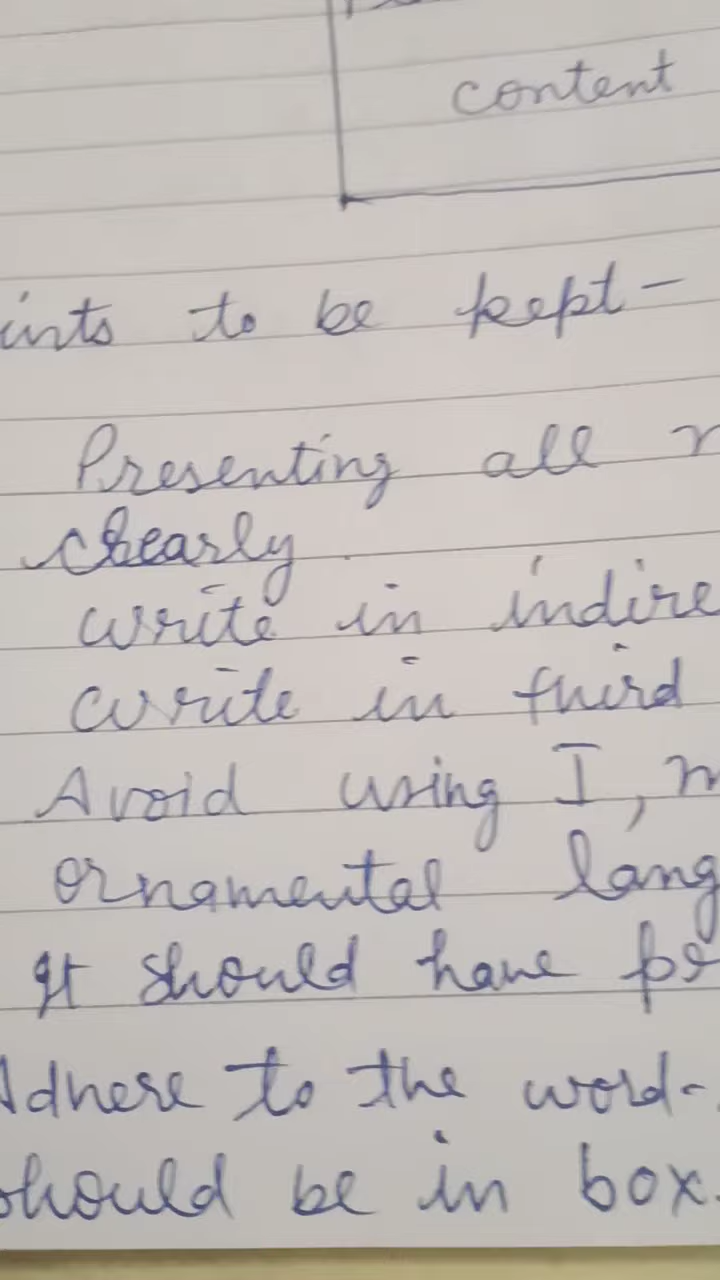 content
ints to be kept-
Presenting all
clearly.
write in indire
write in third
Avoid using I,
ornamental lang
It should have
Adhere to the word-
should be in box.